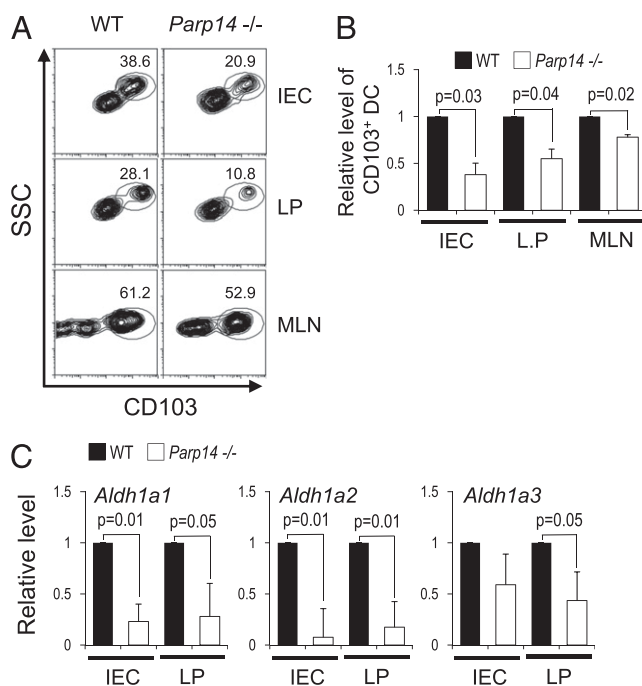 A
WT
Parp14 -/-
38.6
20.9
IEC
28.1
10.8
LP
61.2
52.9
MLN
SSC
CD103
B
WT
Parp14 -/-
Relative level of
CD103+ DC
1.5
1
0.5
0
p=0.03
p=0.04
p=0.02
IEC
L.P
MLN
C
WT
Parp14 -/-
Relative level
Aldh1a1
1.5
1
0.5
0
p=0.01
p=0.05
IEC
LP
Aldh1a2
1.5
1
0.5
0
p=0.01
p=0.01
IEC
LP
Aldh1a3
1.5
1
0.5
0
p=0.05
IEC
LP